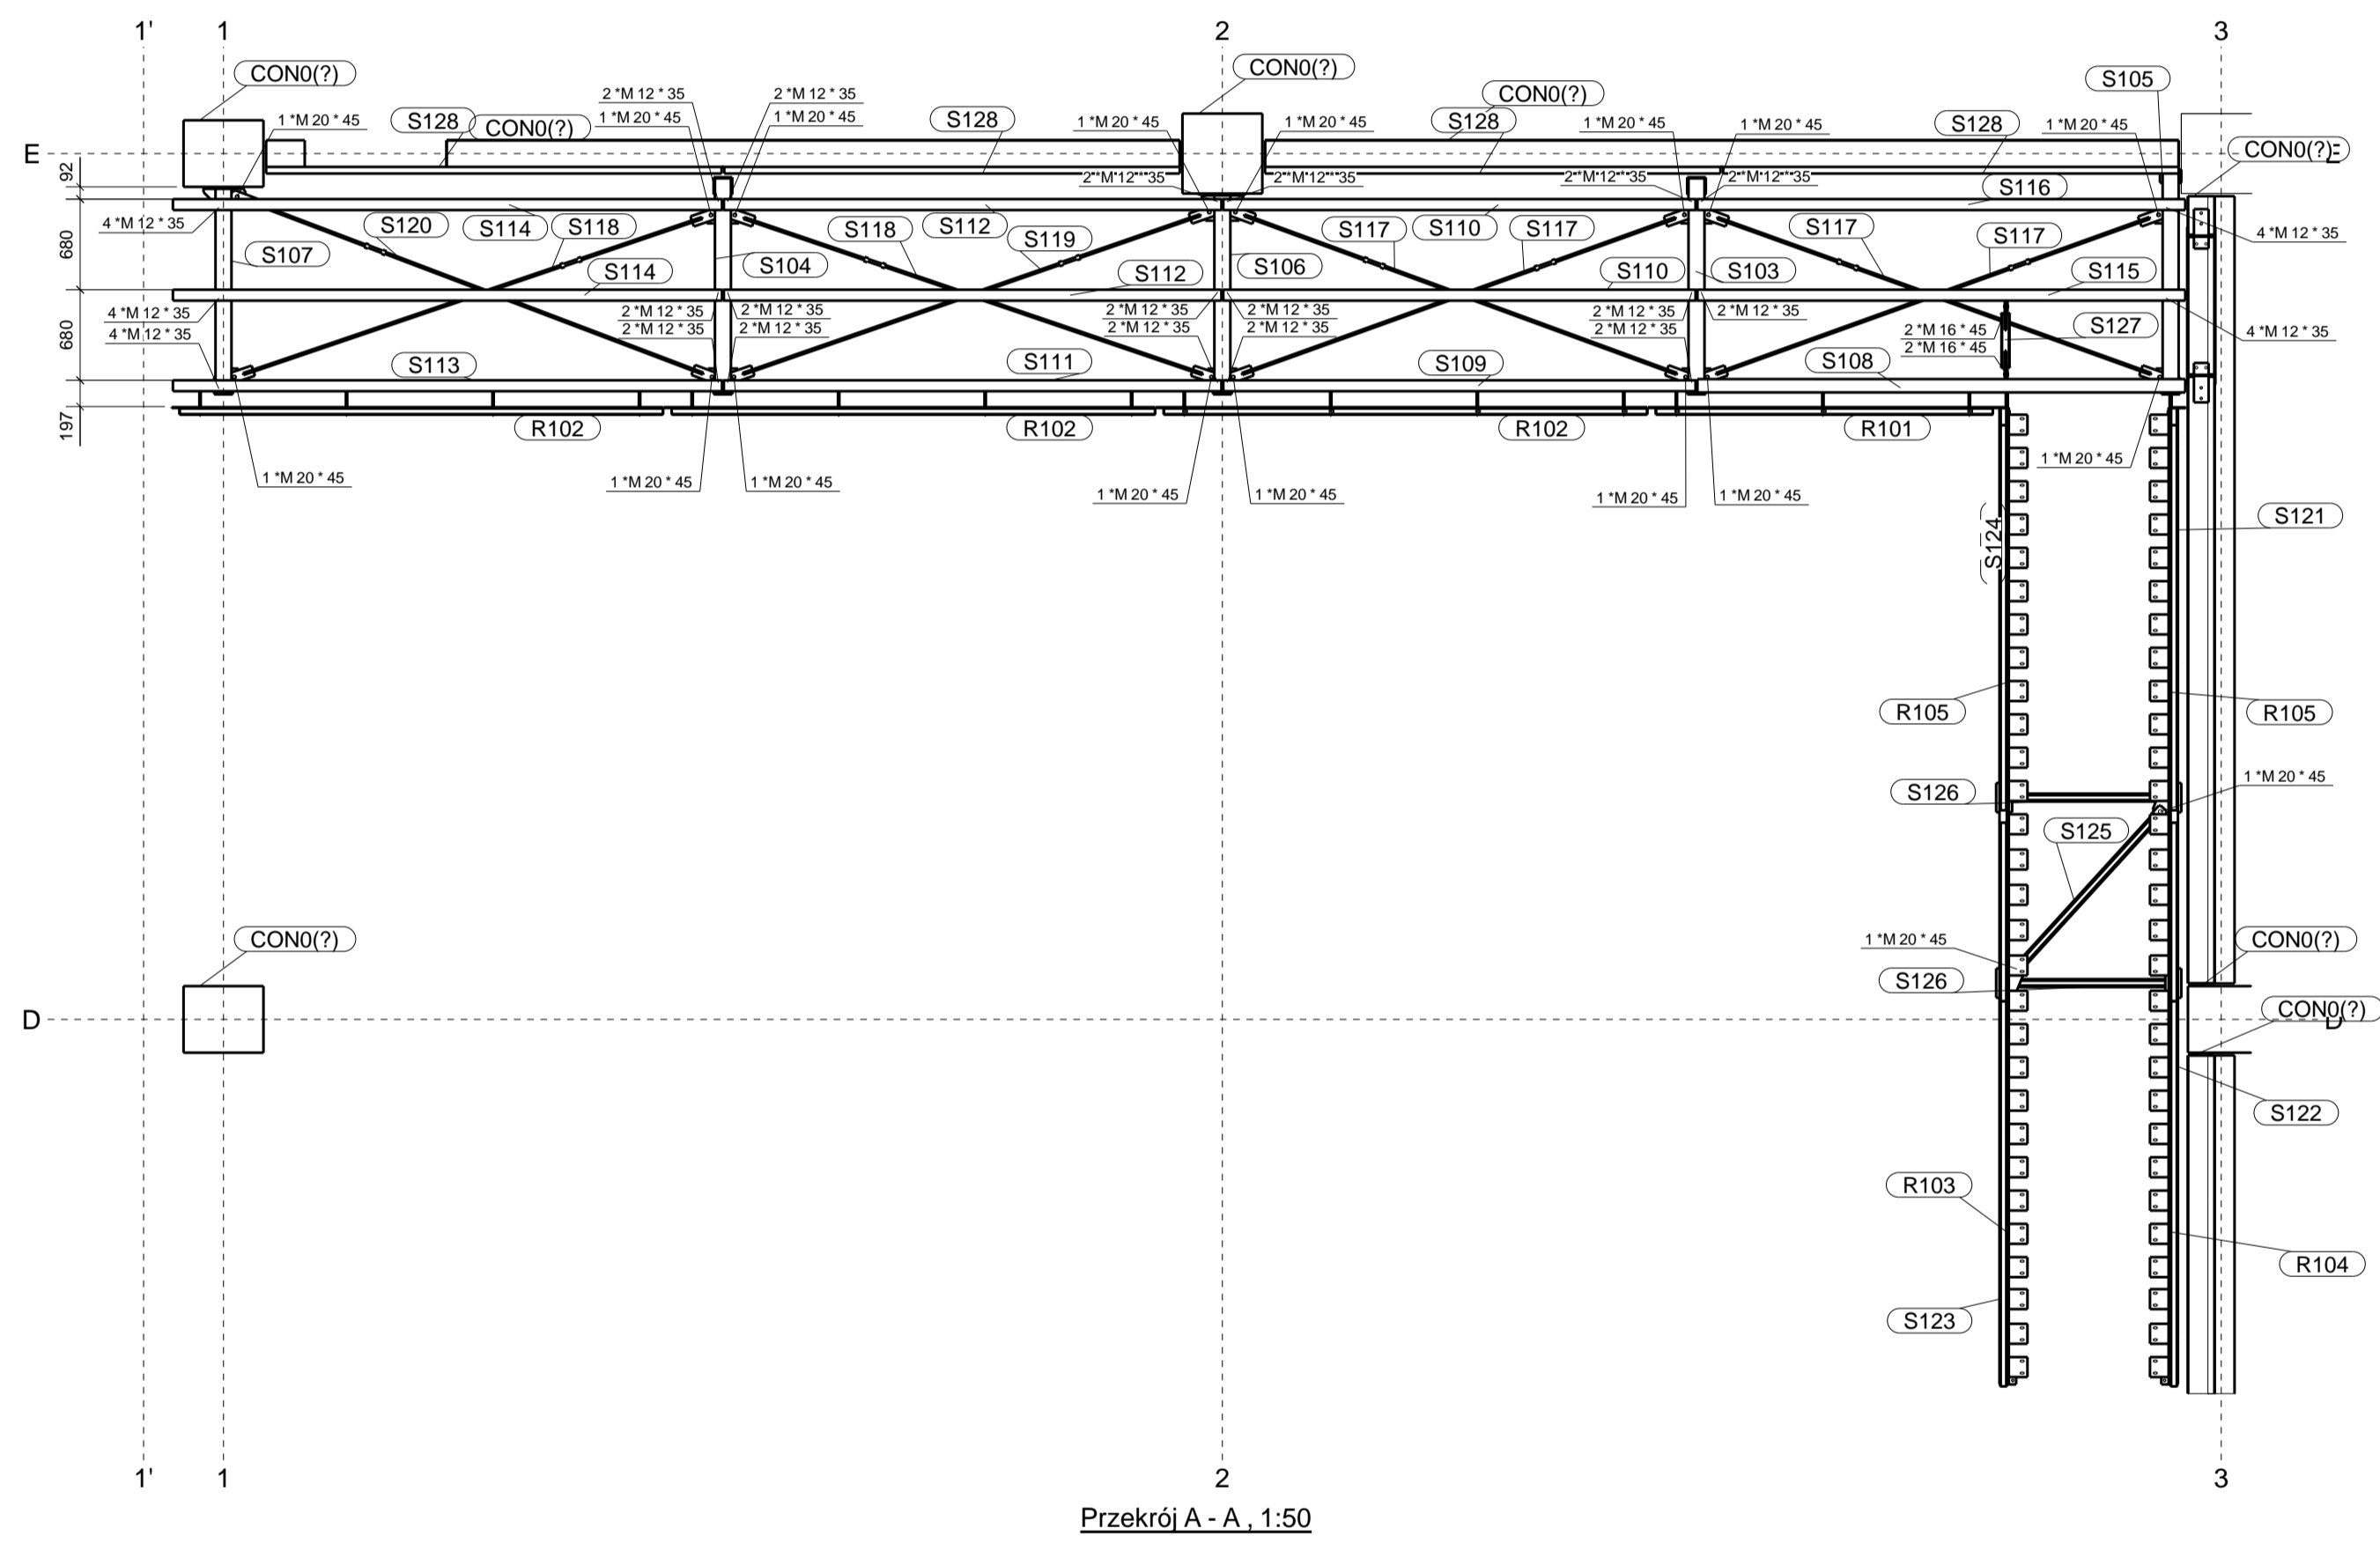 1' 1 2 3
CON0(?)
CON0(?)
S105
2 *M 12 * 35
2 *M 12 * 35
CON0(?)
1 *M 20 * 45
S128
CON0(?)
1 *M 20 * 45
1 *M 20 * 45
S128
1 *M 20 * 45
1 *M 20 * 45
S128
1 *M 20 * 45
1 *M 20 * 45
S128
1 *M 20 * 45
E
CON0(?)
E
92
2 *M 12 * 35
2 *M 12 * 35
2 *M 12 * 35
2 *M 12 * 35
S116
4 *M 12 * 35
S120
S114
S118
S118
S112
S119
S117
S110
S117
S117
S117
4 *M 12 * 35
680
S107
S114
S104
S112
S106
S110
S103
S115
4 *M 12 * 35
2 *M 12 * 35
2 *M 12 * 35
2 *M 12 * 35
2 *M 12 * 35
2 *M 12 * 35
2 *M 12 * 35
4 *M 12 * 35
2 *M 12 * 35
2 *M 12 * 35
2 *M 12 * 35
2 *M 12 * 35
2 *M 12 * 35
2 *M 16 * 45
2 *M 16 * 45
S127
4 *M 12 * 35
680
S113
S111
S109
S108
197
R102
R102
R102
R101
1 *M 20 * 45
1 *M 20 * 45
1 *M 20 * 45
1 *M 20 * 45
1 *M 20 * 45
1 *M 20 * 45
1 *M 20 * 45
1 *M 20 * 45
S124
S121
R105
R105
1 *M 20 * 45
S126
S125
CON0(?)
1 *M 20 * 45
CON0(?)
S126
CON0(?)
D
D
S122
R103
R104
S123
1' 1 2 3
Przekrój A - A , 1:50